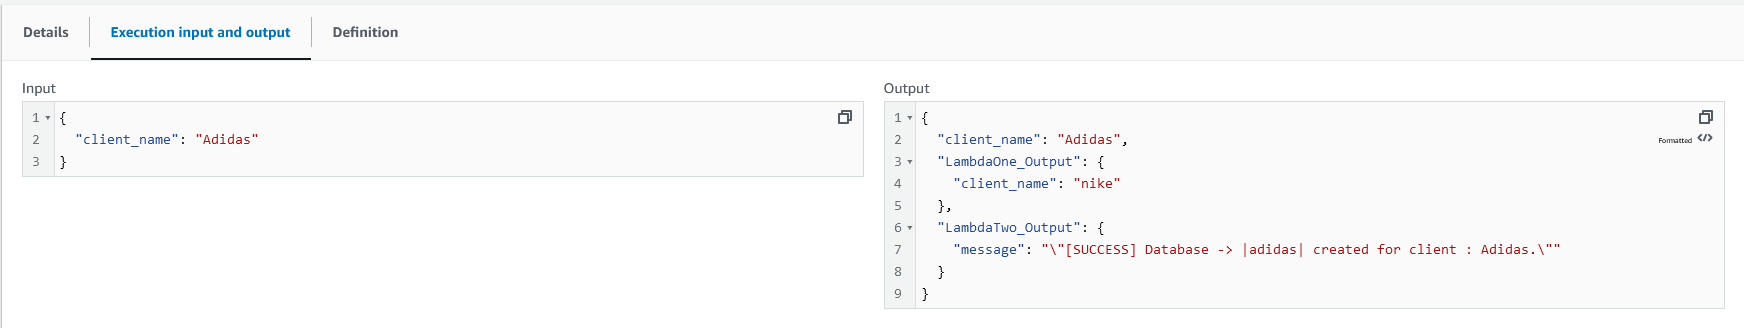 Details
Execution input and output
Definition
Input
1 {
2 "client_name": "Adidas"
3 }
Output
1 {
2 "client_name": "Adidas",
Formatted </>
3 "LambdaOne_Output": {
4 "client_name": "nike"
5 },
6 "LambdaTwo_Output": {
7 "message": "\"[SUCCESS] Database -> |adidas| created for client : Adidas.\""
8 }
9 }